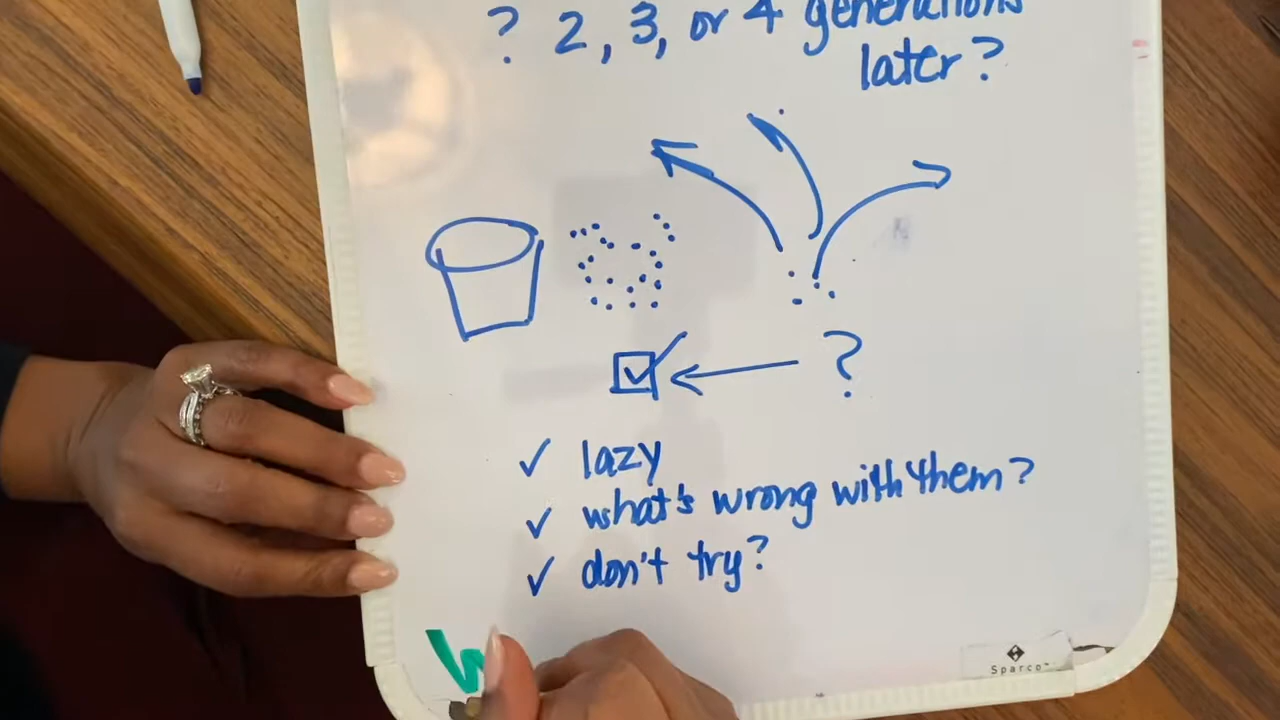 ? 2, 3, or 4 generations
later?
?
✓ lazy
✓ what's wrong with them?
✓ don't try?
W
Sparco